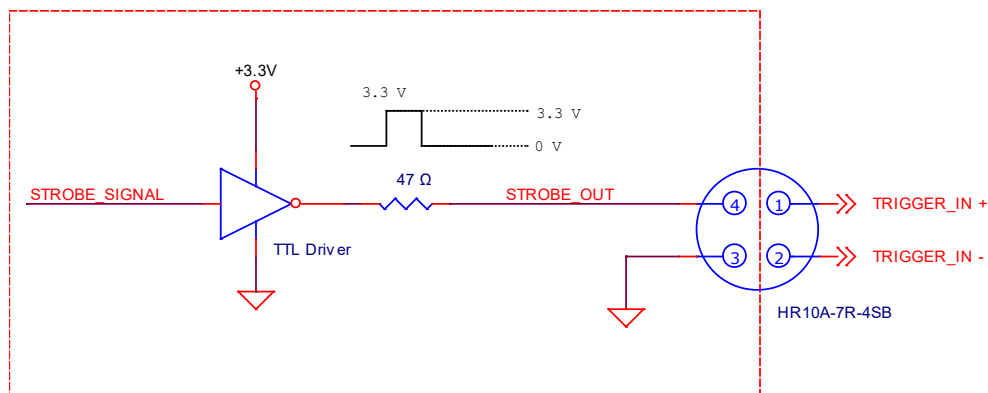 +3.3V
3.3 V
3.3 V
0 V
STROBE_SIGNAL
47 Ω
STROBE_OUT
4
1
TRIGGER_IN +
TTL Driver
3
2
TRIGGER_IN -
HR10A-7R-4SB